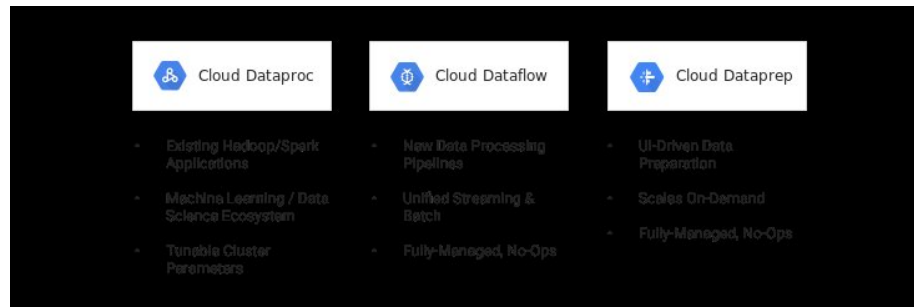 Cloud Dataproc
• Existing Hadoop/Spark
Applications
• Machine Learning / Data
Science Ecosystem
• Tunable Cluster
Parameters
Cloud Dataflow
• New Data Processing
Pipelines
• Unified Streaming &
Batch
• Fully-Managed, No-Ops
Cloud Dataprep
• UI-Driven Data
Preparation
• Scales On-Demand
• Fully-Managed, No-Ops